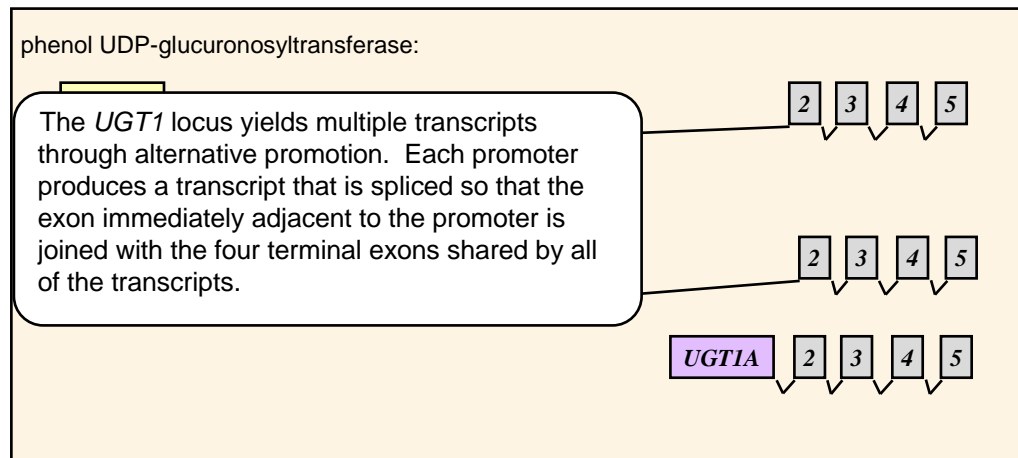 phenol UDP-glucuronosyltransferase:
The UGT1 locus yields multiple transcripts
through alternative promotion. Each promoter
produces a transcript that is spliced so that the
exon immediately adjacent to the promoter is
joined with the four terminal exons shared by all
of the transcripts.
2 3 4 5
2 3 4 5
UGT1A 2 3 4 5